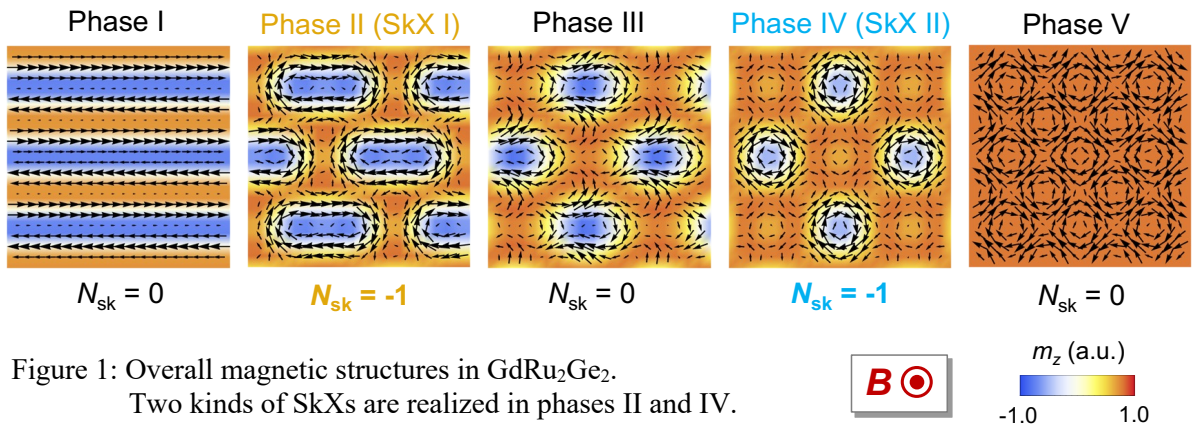 Phase I Phase II (SkX I) Phase III Phase IV (SkX II) Phase V
Nsk = 0 Nsk = -1 Nsk = 0 Nsk = -1 Nsk = 0
Figure 1: Overall magnetic structures in GdRu2Ge2.
Two kinds of SkXs are realized in phases II and IV.
B
mz (a.u.)
-1.0 1.0